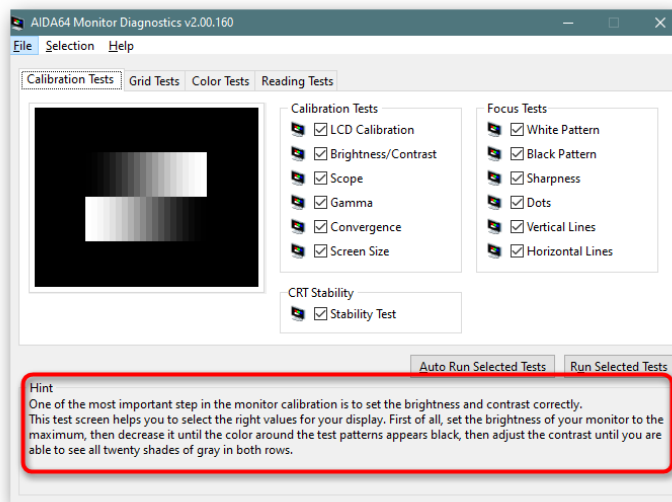 AIDA64 Monitor Diagnostics v2.00.160
File Selection Help
Calibration Tests Grid Tests Color Tests Reading Tests
Calibration Tests
LCD Calibration
Brightness/Contrast
Scope
Gamma
Convergence
Screen Size
Focus Tests
White Pattern
Black Pattern
Sharpness
Dots
Vertical Lines
Horizontal Lines
CRT Stability
Stability Test
Auto Run Selected Tests Run Selected Tests
Hint
One of the most important step in the monitor calibration is to set the brightness and contrast correctly.
This test screen helps you to select the right values for your display. First of all, set the brightness of your monitor to the
maximum, then decrease it until the color around the test patterns appears black, then adjust the contrast until you are
able to see all twenty shades of gray in both rows.